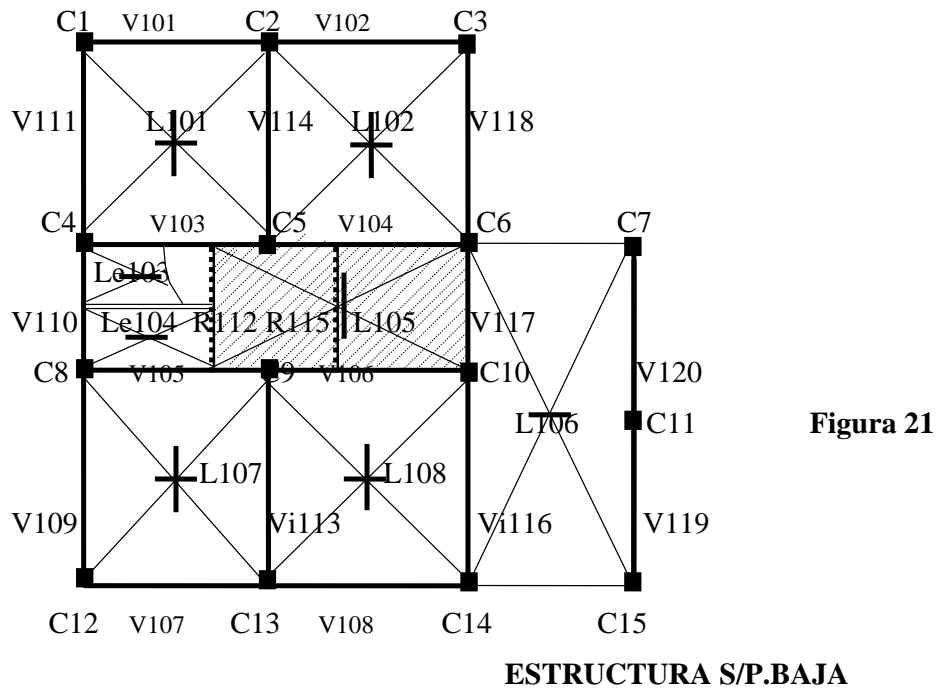 C1 V101 C2 V102 C3
V111 L101 V114 L102 V118
C4 V103 C5 V104 C6 C7
Le103
V110 Le104 R112 R115 L105 V117
C8 V105 C9 V106 C10 V120
L106 C11 Figura 21
L107 L108
V109 Vi113 Vi116 V119
C12 V107 C13 V108 C14 C15
ESTRUCTURA S/P.BAJA